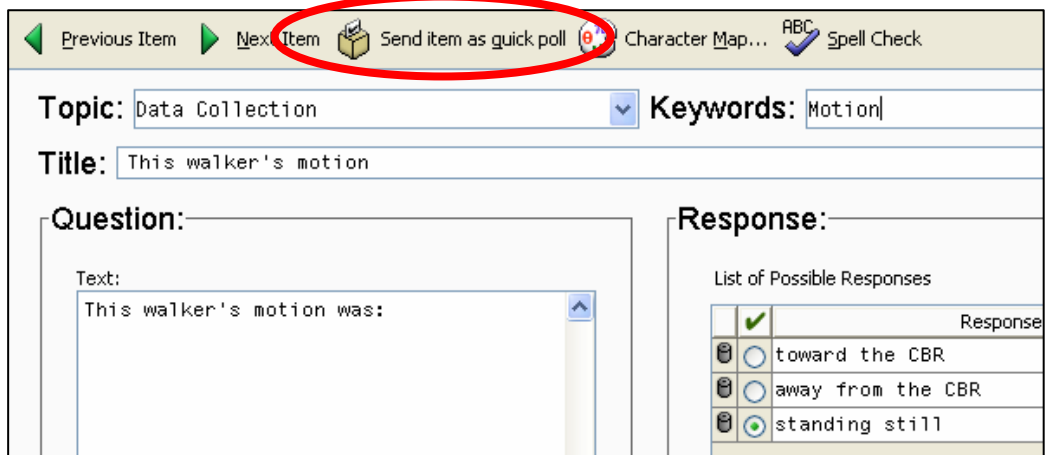 Previous Item Next Item Send item as quick poll Character Map... ABC Spell Check
Topic: Data Collection Keywords: Motion
Title: This walker's motion
Question: Response:
Text: List of Possible Responses
This walker's motion was:
Response
toward the CBR
away from the CBR
standing still